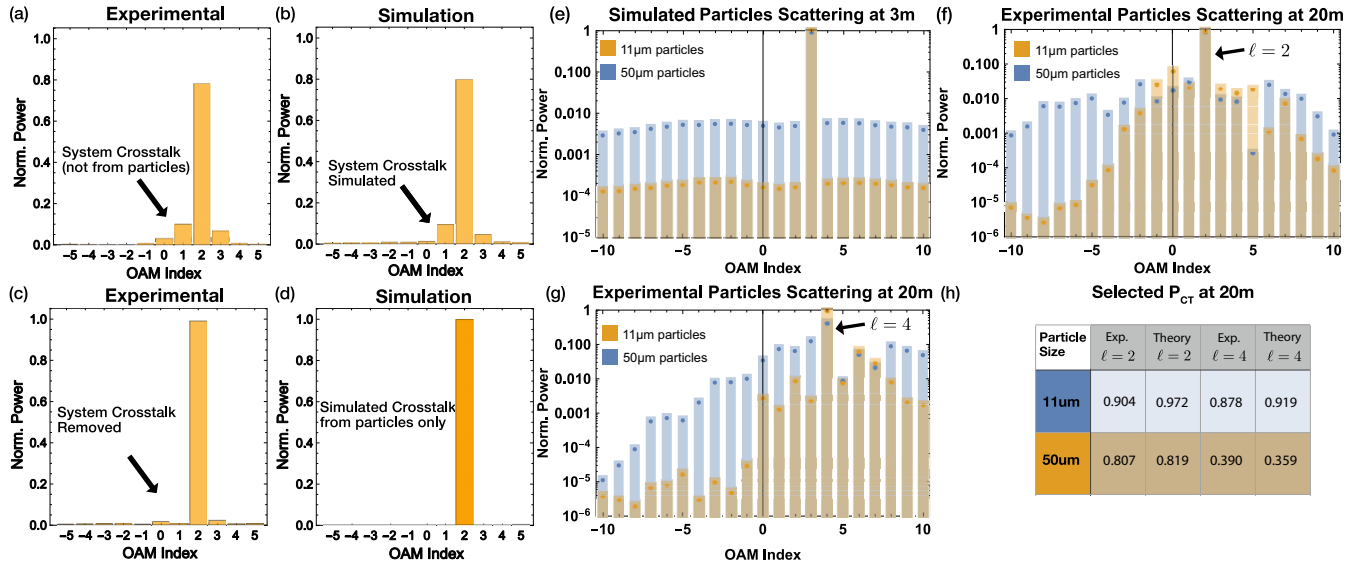 (a)
Experimental
1.0
0.8
0.6
0.4
0.2
0.0
Norm. Power
System Crosstalk
(not from particles)
-5 -4 -3 -2 -1 0 1 2 3 4 5
OAM Index
(b)
Simulation
1.0
0.8
0.6
0.4
0.2
0.0
Norm. Power
System Crosstalk
Simulated
-5 -4 -3 -2 -1 0 1 2 3 4 5
OAM Index
(e)
Simulated Particles Scattering at 3m
1
0.100
0.010
0.001
10⁻⁴
10⁻⁵
Norm. Power
11µm particles
50µm particles
-10 -5 0 5 10
OAM Index
(f)
Experimental Particles Scattering at 20m
1
0.100
0.010
0.001
10⁻⁴
10⁻⁵
10⁻⁶
Norm. Power
11µm particles
50µm particles
ℓ = 2
-10 -5 0 5 10
OAM Index
(c)
Experimental
1.0
0.8
0.6
0.4
0.2
0.0
Norm. Power
System Crosstalk
Removed
-5 -4 -3 -2 -1 0 1 2 3 4 5
OAM Index
(d)
Simulation
1.0
0.8
0.6
0.4
0.2
0.0
Norm. Power
Simulated Crosstalk
from particles only
-5 -4 -3 -2 -1 0 1 2 3 4 5
OAM Index
(g)
Experimental Particles Scattering at 20m
1
0.100
0.010
0.001
10⁻⁴
10⁻⁵
10⁻⁶
Norm. Power
11µm particles
50µm particles
ℓ = 4
-10 -5 0 5 10
OAM Index
(h)
Selected P_CT at 20m
Particle Size Exp. ℓ = 2 Theory ℓ = 2 Exp. ℓ = 4 Theory ℓ = 4
11um 0.904 0.972 0.878 0.919
50um 0.807 0.819 0.390 0.359